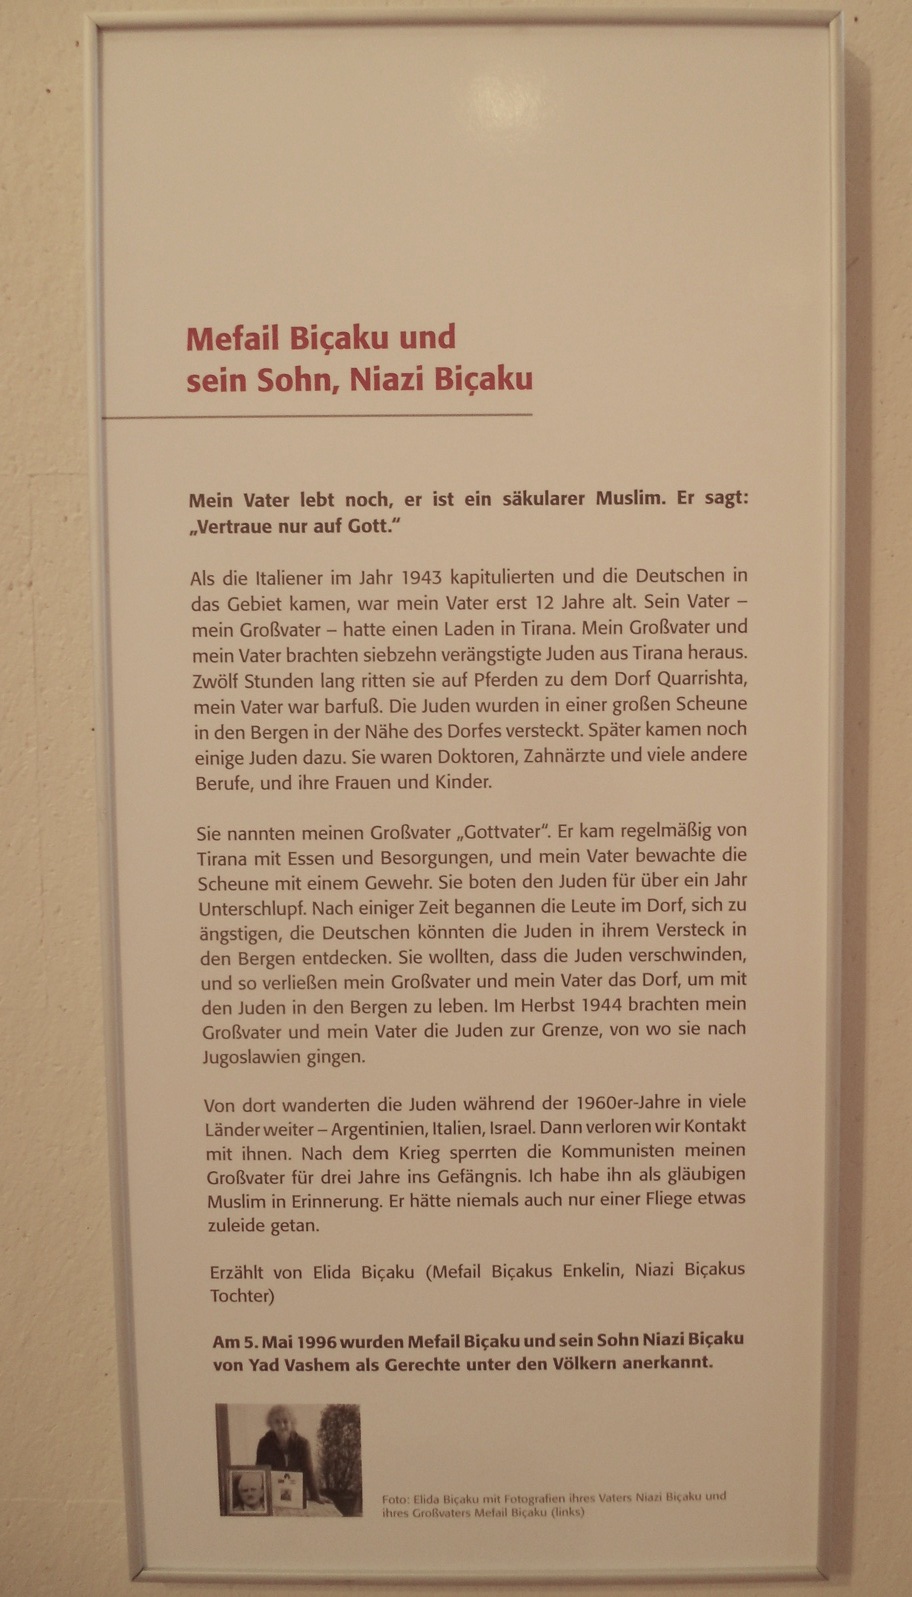 Mefail Biçaku und
sein Sohn, Niazi Biçaku
Mein Vater lebt noch, er ist ein säkularer Muslim. Er sagt:
„Vertraue nur auf Gott.“
Als die Italiener im Jahr 1943 kapitulierten und die Deutschen in
das Gebiet kamen, war mein Vater erst 12 Jahre alt. Sein Vater –
mein Großvater – hatte einen Laden in Tirana. Mein Großvater und
mein Vater brachten siebzehn verängstigte Juden aus Tirana heraus.
Zwölf Stunden lang ritten sie auf Pferden zu dem Dorf Quarrishta,
mein Vater war barfuß. Die Juden wurden in einer großen Scheune
in den Bergen in der Nähe des Dorfes versteckt. Später kamen noch
einige Juden dazu. Sie waren Doktoren, Zahnärzte und viele andere
Berufe, und ihre Frauen und Kinder.
Sie nannten meinen Großvater „Gottvater“. Er kam regelmäßig von
Tirana mit Essen und Besorgungen, und mein Vater bewachte die
Scheune mit einem Gewehr. Sie boten den Juden für über ein Jahr
Unterschlupf. Nach einiger Zeit begannen die Leute im Dorf, sich zu
ängstigen, die Deutschen könnten die Juden in ihrem Versteck in
den Bergen entdecken. Sie wollten, dass die Juden verschwinden,
und so verließen mein Großvater und mein Vater das Dorf, um mit
den Juden in den Bergen zu leben. Im Herbst 1944 brachten mein
Großvater und mein Vater die Juden zur Grenze, von wo sie nach
Jugoslawien gingen.
Von dort wanderten die Juden während der 1960er-Jahre in viele
Länder weiter – Argentinien, Italien, Israel. Dann verloren wir Kontakt
mit ihnen. Nach dem Krieg sperrten die Kommunisten meinen
Großvater für drei Jahre ins Gefängnis. Ich habe ihn als gläubigen
Muslim in Erinnerung. Er hätte niemals auch nur einer Fliege etwas
zuleide getan.
Erzählt von Elida Biçaku (Mefail Biçakus Enkelin, Niazi Biçakus
Tochter)
Am 5. Mai 1996 wurden Mefail Biçaku und sein Sohn Niazi Biçaku
von Yad Vashem als Gerechte unter den Völkern anerkannt.
Foto: Elida Biçaku mit Fotografien ihres Vaters Niazi Biçaku und
ihres Großvaters Mefail Biçaku (links)